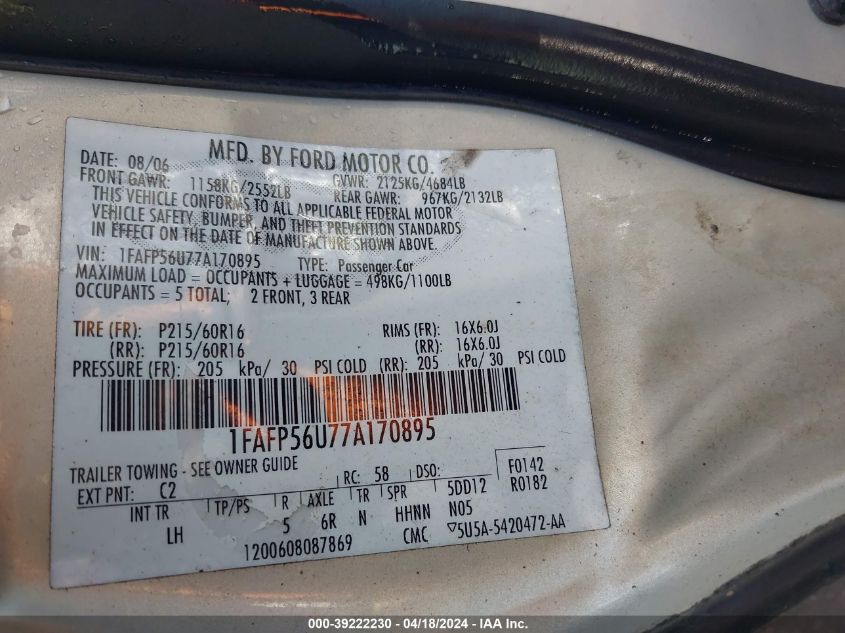 MFD. BY FORD MOTOR CO.
DATE: 08/06 GVWR: 2125KG/4684LB
FRONT GAWR: 1158KG/2552LB REAR GAWR: 967KG/2132LB
THIS VEHICLE CONFORMS TO ALL APPLICABLE FEDERAL MOTOR
VEHICLE SAFETY, BUMPER, AND THEFT PREVENTION STANDARDS
IN EFFECT ON THE DATE OF MANUFACTURE SHOWN ABOVE.
VIN: 1FAFP56U77A170895 TYPE: Passenger Car
MAXIMUM LOAD = OCCUPANTS + LUGGAGE = 498KG/1100LB
OCCUPANTS = 5 TOTAL; 2 FRONT, 3 REAR
TIRE (FR): P215/60R16 RIMS (FR): 16X6.0J
(RR): P215/60R16 (RR): 16X6.0J
PRESSURE (FR): 205 kPa/ 30 PSI COLD (RR): 205 kPa/ 30 PSI COLD
1FAFP56U77A170895
TRAILER TOWING - SEE OWNER GUIDE
EXT PNT: C2 RC: 58 DSO: F0142
INT TR TP/PS R AXLE TR SPR 5DD12 R0182
LH 5 6R N HHNN N05
1200608087869 CMC ▽5U5A-5420472-AA
000-39222230 - 04/18/2024 - IAA Inc.